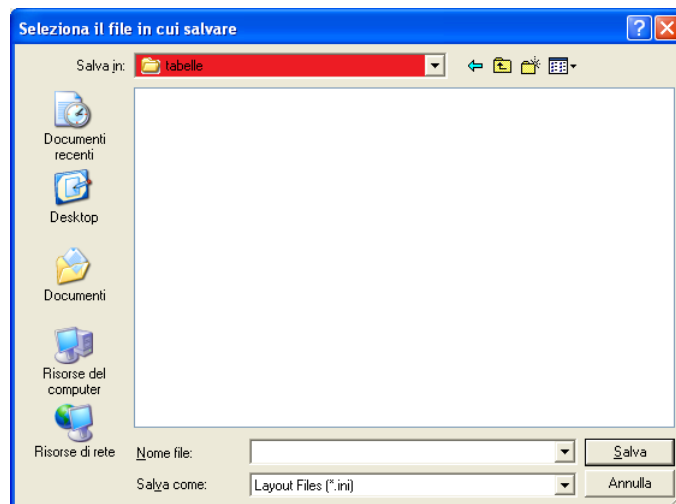 Seleziona il file in cui salvare
Salva in: tabelle
Documenti
recenti
Desktop
Documenti
Risorse del
computer
Risorse di rete
Nome file:
Salva
Salva come: Layout Files (*.ini)
Annulla